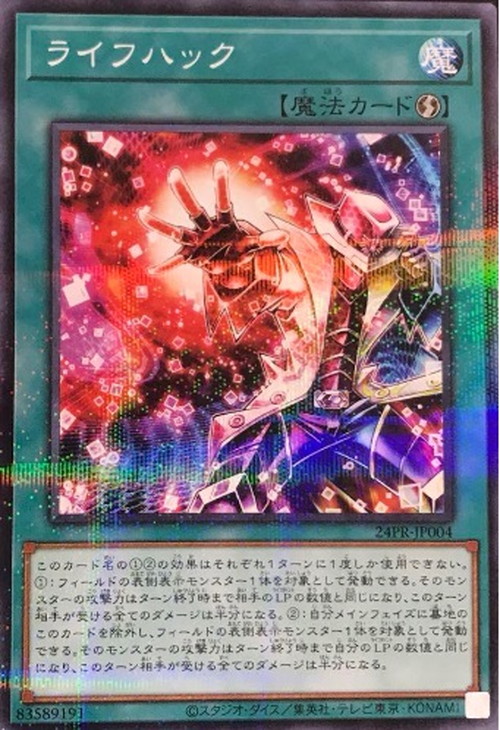 ライフハック
魔
【魔法カード】
24PR-JP004
このカード名の①②の効果はそれぞれ1ターンに1度しか使用できない。
①：フィールドの表側表示モンスター1体を対象として発動できる。そのモン
スターの攻撃力はターン終了時まで相手のLPの数値と同じになり、このターン
相手が受ける全てのダメージは半分になる。②：自分メインフェイズに墓地の
このカードを除外し、フィールドの表側表示モンスター1体を対象として発動
できる。そのモンスターの攻撃力はターン終了時まで自分のLPの数値と同じ
になり、このターン相手が受ける全てのダメージは半分になる。
83589191
©スタジオ・ダイス/集英社・テレビ東京・KONAMI